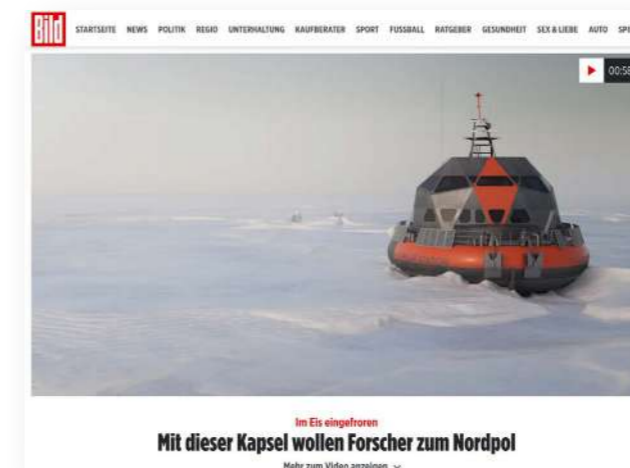 Bild
STARTSEITE NEWS POLITIK REGIO UNTERHALTUNG KAUFBERATER SPORT FUSSBALL RATGEBER GESUNDHEIT SEX & LIEBE AUTO
00:58
Im Eis eingefroren
Mit dieser Kapsel wollen Forscher zum Nordpol
Mehr zum Video anzeigen